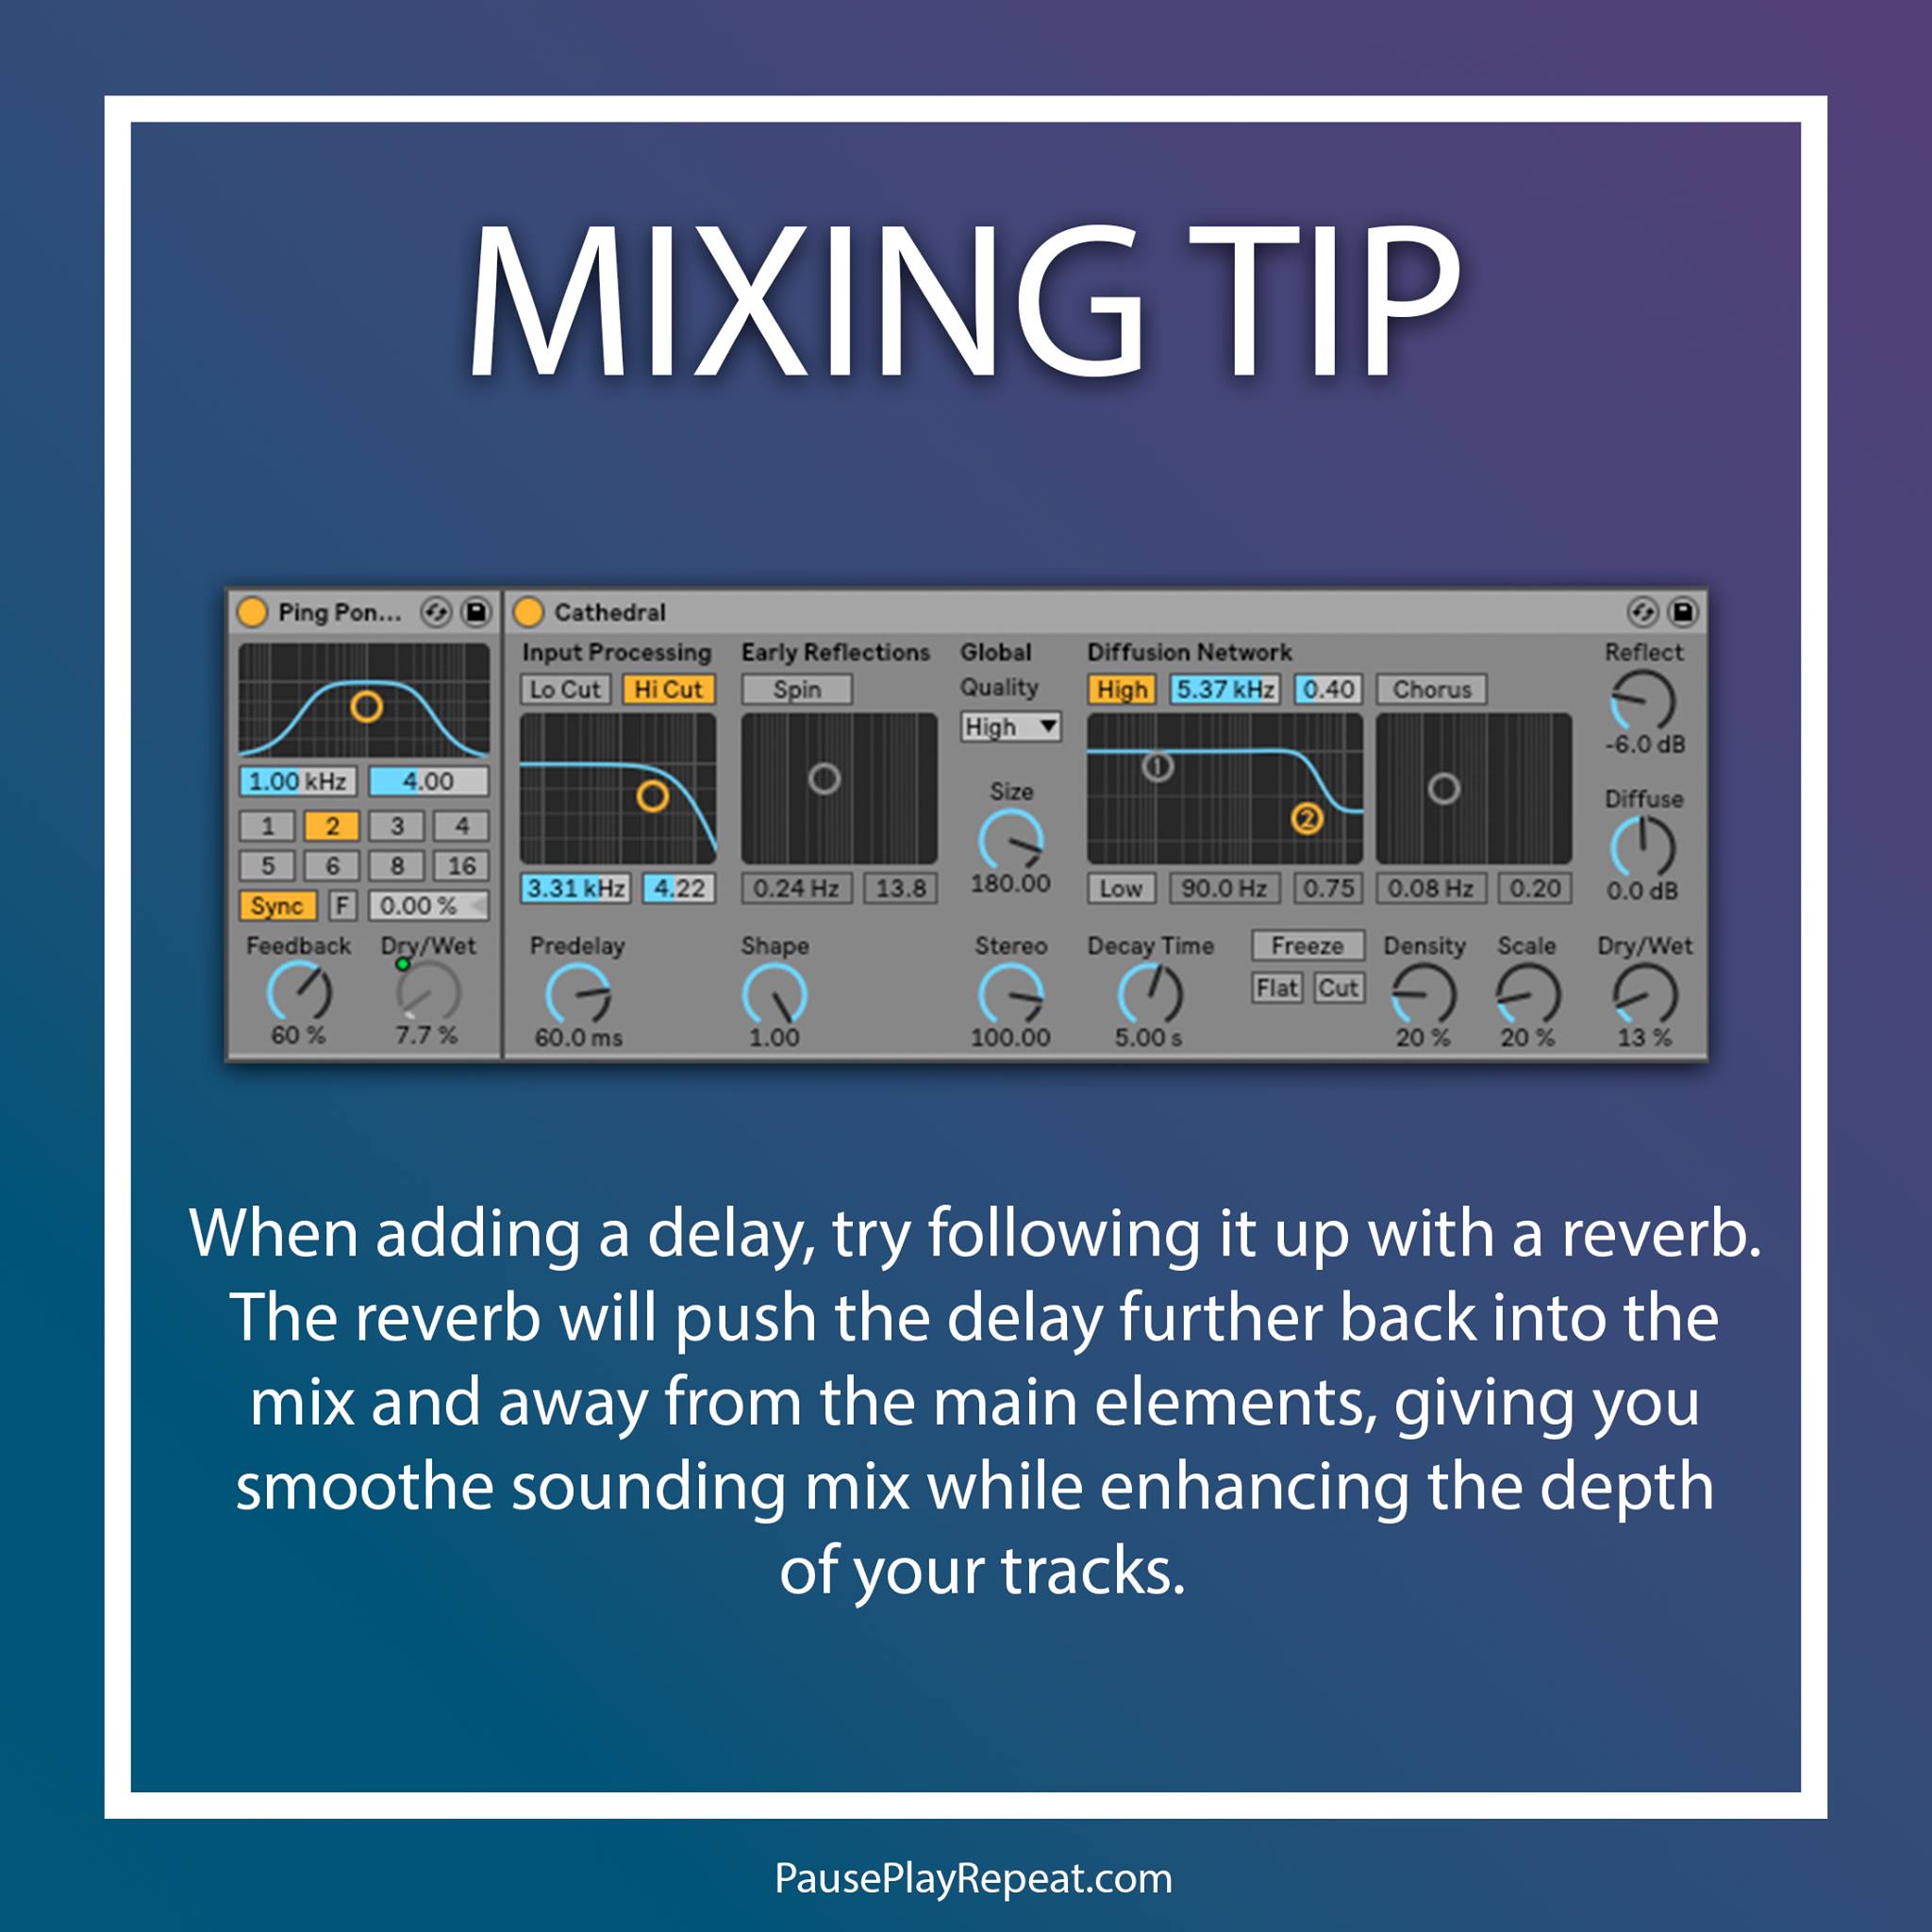 MIXING TIP
Ping Pon... Cathedral
Input Processing Early Reflections Global Diffusion Network Reflect
Lo Cut Hi Cut Spin Quality High 5.37 kHz 0.40 Chorus
High
-6.0 dB
1.00 kHz 4.00 Size Diffuse
1 2 3 4
5 6 8 16
3.31 kHz 4.22 0.24 Hz 13.8 180.00 Low 90.0 Hz 0.75 0.08 Hz 0.20 0.0 dB
Sync F 0.00 %
Feedback Dry/Wet Predelay Shape Stereo Decay Time Freeze Density Scale Dry/Wet
Flat Cut
60 % 7.7 % 60.0 ms 1.00 100.00 5.00 s 20 % 20 % 13 %
1
2
When adding a delay, try following it up with a reverb.
The reverb will push the delay further back into the
mix and away from the main elements, giving you
smoothe sounding mix while enhancing the depth
of your tracks.
PausePlayRepeat.com